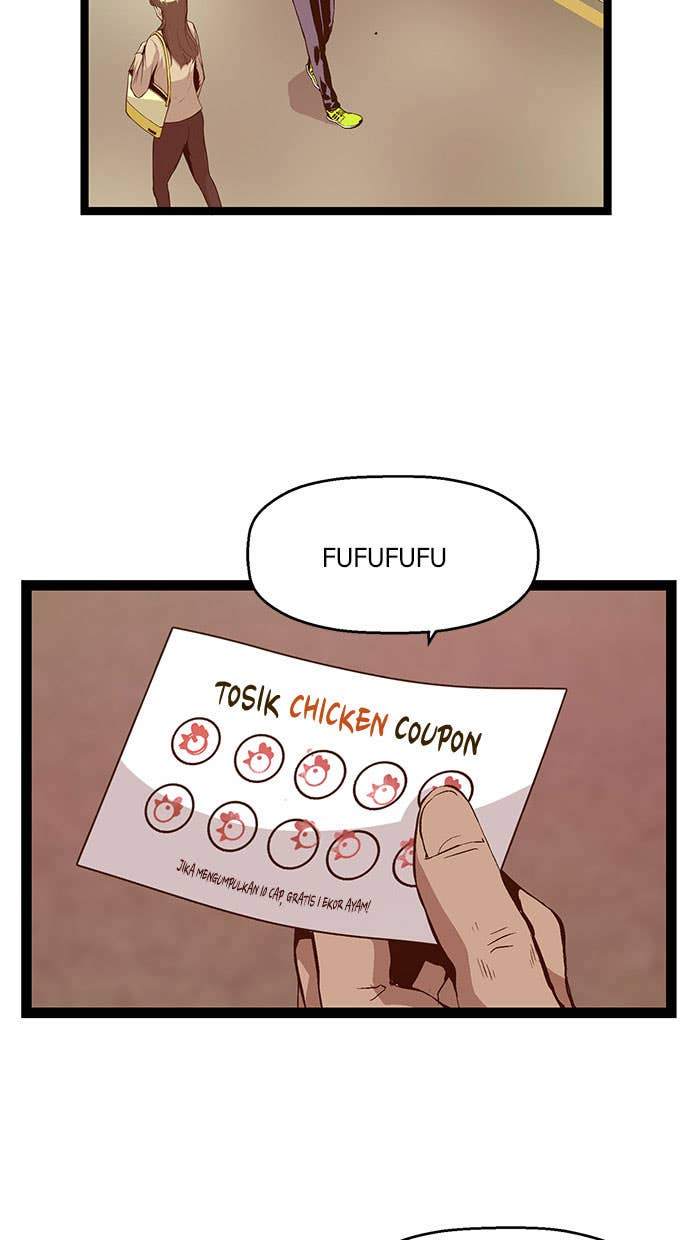 FUFUFUFU
TOSIK CHICKEN COUPON
JIKA MENGUMPULKAN 10 CAP, GRATIS 1 EKOR AYAM!